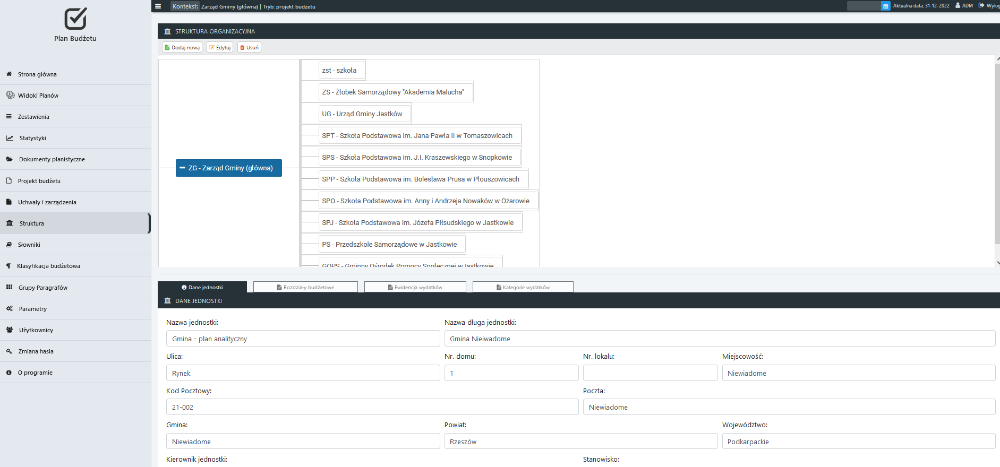 Plan Budżetu
Strona główna
Widoki Planów
Zestawienia
Statystyki
Dokumenty planistyczne
Projekt budżetu
Uchwały i zarządzenia
Struktura
Słowniki
Klasyfikacja budżetowa
Grupy Paragrafów
Parametry
Użytkownicy
Zmiana hasła
O programie
Kontekst: Zarząd Gminy (główna) | Tryb: projekt budżetu
Aktualna data: 31-12-2022 ADM Wylog
STRUKTURA ORGANIZACYJNA
Dodaj nową Edytuj Usuń
ZG - Zarząd Gminy (główna)
zst - szkoła
ZS - Żłobek Samorządowy "Akademia Malucha"
UG - Urząd Gminy Jastków
SPT - Szkoła Podstawowa im. Jana Pawła II w Tomaszowicach
SPS - Szkoła Podstawowa im. J.I. Kraszewskiego w Snopkowie
SPP - Szkoła Podstawowa im. Bolesława Prusa w Płouszowicach
SPO - Szkoła Podstawowa im. Anny i Andrzeja Nowaków w Ożarowie
SPJ - Szkoła Podstawowa im. Józefa Piłsudskiego w Jastkowie
PS - Przedszkole Samorządowe w Jastkowie
GOPS - Gminny Ośrodek Pomocy Społecznej w Jastkowie
Dane jednostki Rozdziały budżetowe Ewidencja wydatków Kategorie wydatków
DANE JEDNOSTKI
Nazwa jednostki: Nazwa długa jednostki:
Gmina - plan analityczny Gmina Nieiwadome
Ulica: Nr. domu: Nr. lokalu: Miejscowość:
Rynek 1 Niewiadome
Kod Pocztowy: Poczta:
21-002 Niewiadome
Gmina: Powiat: Województwo:
Niewiadome Rzeszów Podkarpackie
Kierownik jednostki: Stanowisko: